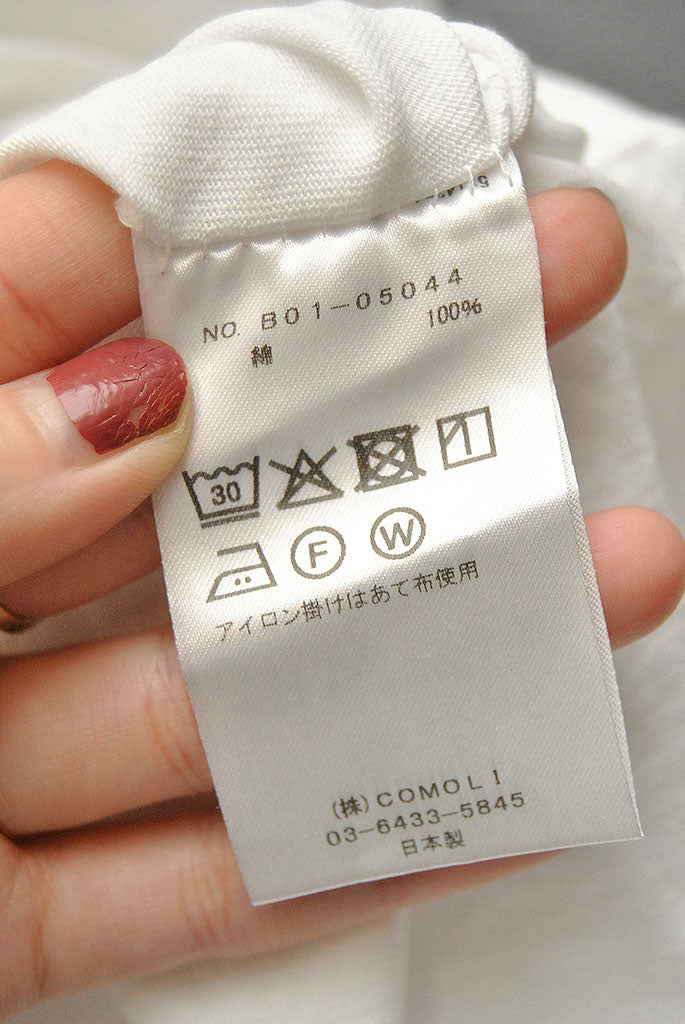 NO. B01-05044
綿 100%
30
F W
アイロン掛けはあて布使用
(株)COMOLI
03-6433-5845
日本製